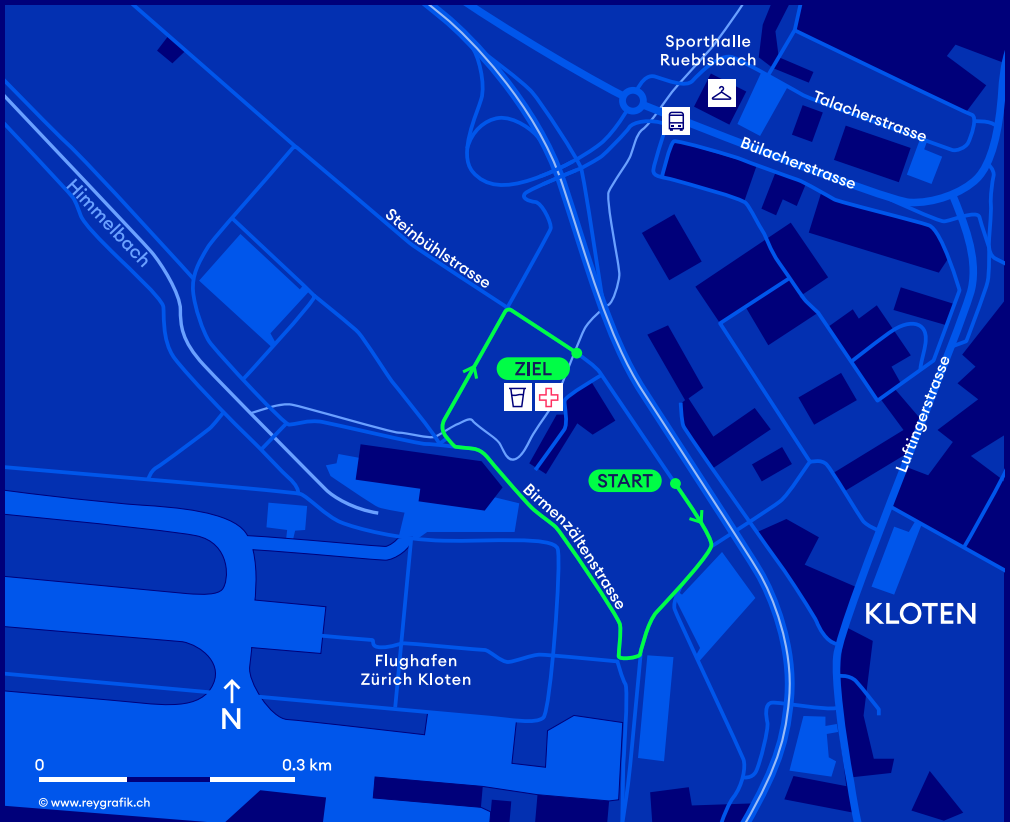 Sporthalle
Ruebisbach
Talacherstrasse
Bülacherstrasse
Himmelbach
Steinbühlstrasse
ZIEL
Luftingerstrasse
START
Birmenzältenstrasse
KLOTEN
Flughafen
Zürich Kloten
N
0 0.3 km
© www.reygrafik.ch